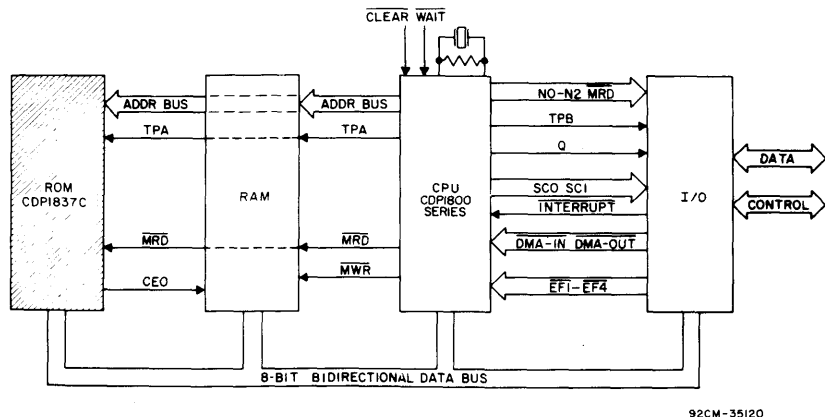 CLEAR WAIT
ADDR BUS
ADDR BUS
N0-N2 MRD
TPA
TPA
TPB
Q
DATA
ROM
CDP1837C
RAM
CPU
CDP1800
SERIES
SC0 SC1
I/O
INTERRUPT
CONTROL
MRD
MRD
DMA-IN DMA-OUT
MWR
CEO
EF1-EF4
8-BIT BIDIRECTIONAL DATA BUS
92CM-35120